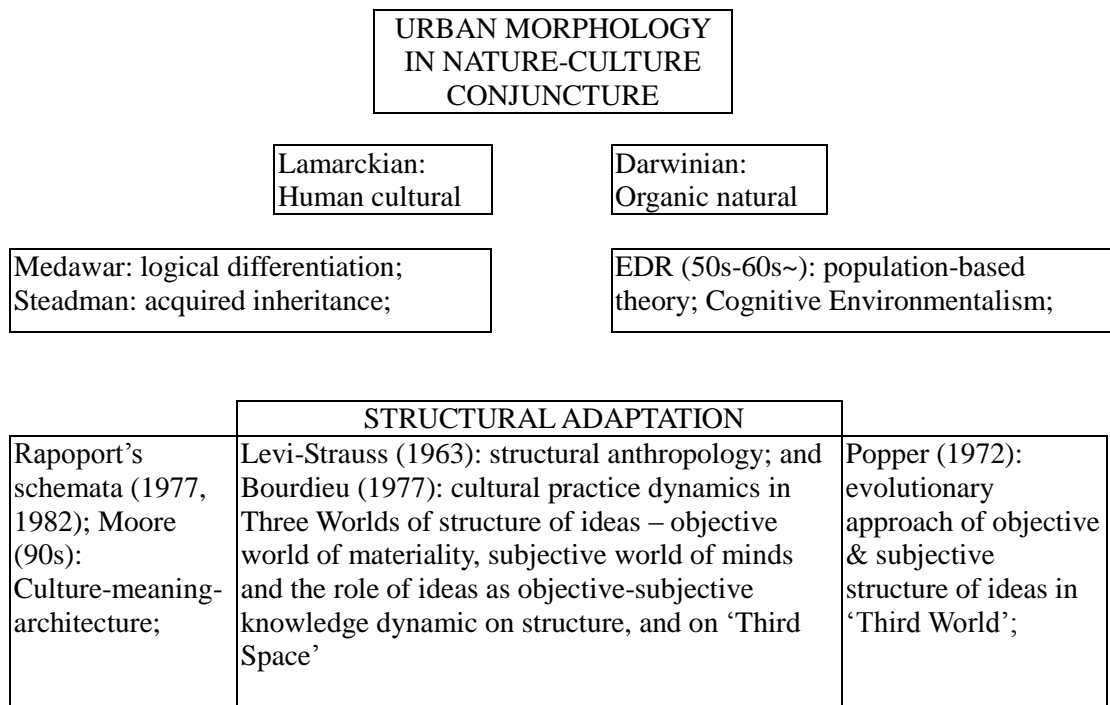 URBAN MORPHOLOGY
IN NATURE-CULTURE
CONJUNCTURE
Lamarckian:
Human cultural
Darwinian:
Organic natural
Medawar: logical differentiation;
Steadman: acquired inheritance;
EDR (50s-60s~): population-based
theory; Cognitive Environmentalism;
STRUCTURAL ADAPTATION
Rapoport’s
schemata (1977,
1982); Moore
(90s):
Culture-meaning-
architecture;
Levi-Strauss (1963): structural anthropology; and
Bourdieu (1977): cultural practice dynamics in
Three Worlds of structure of ideas – objective
world of materiality, subjective world of minds
and the role of ideas as objective-subjective
knowledge dynamic on structure, and on ‘Third
Space’
Popper (1972):
evolutionary
approach of objective
& subjective
structure of ideas in
‘Third World’;